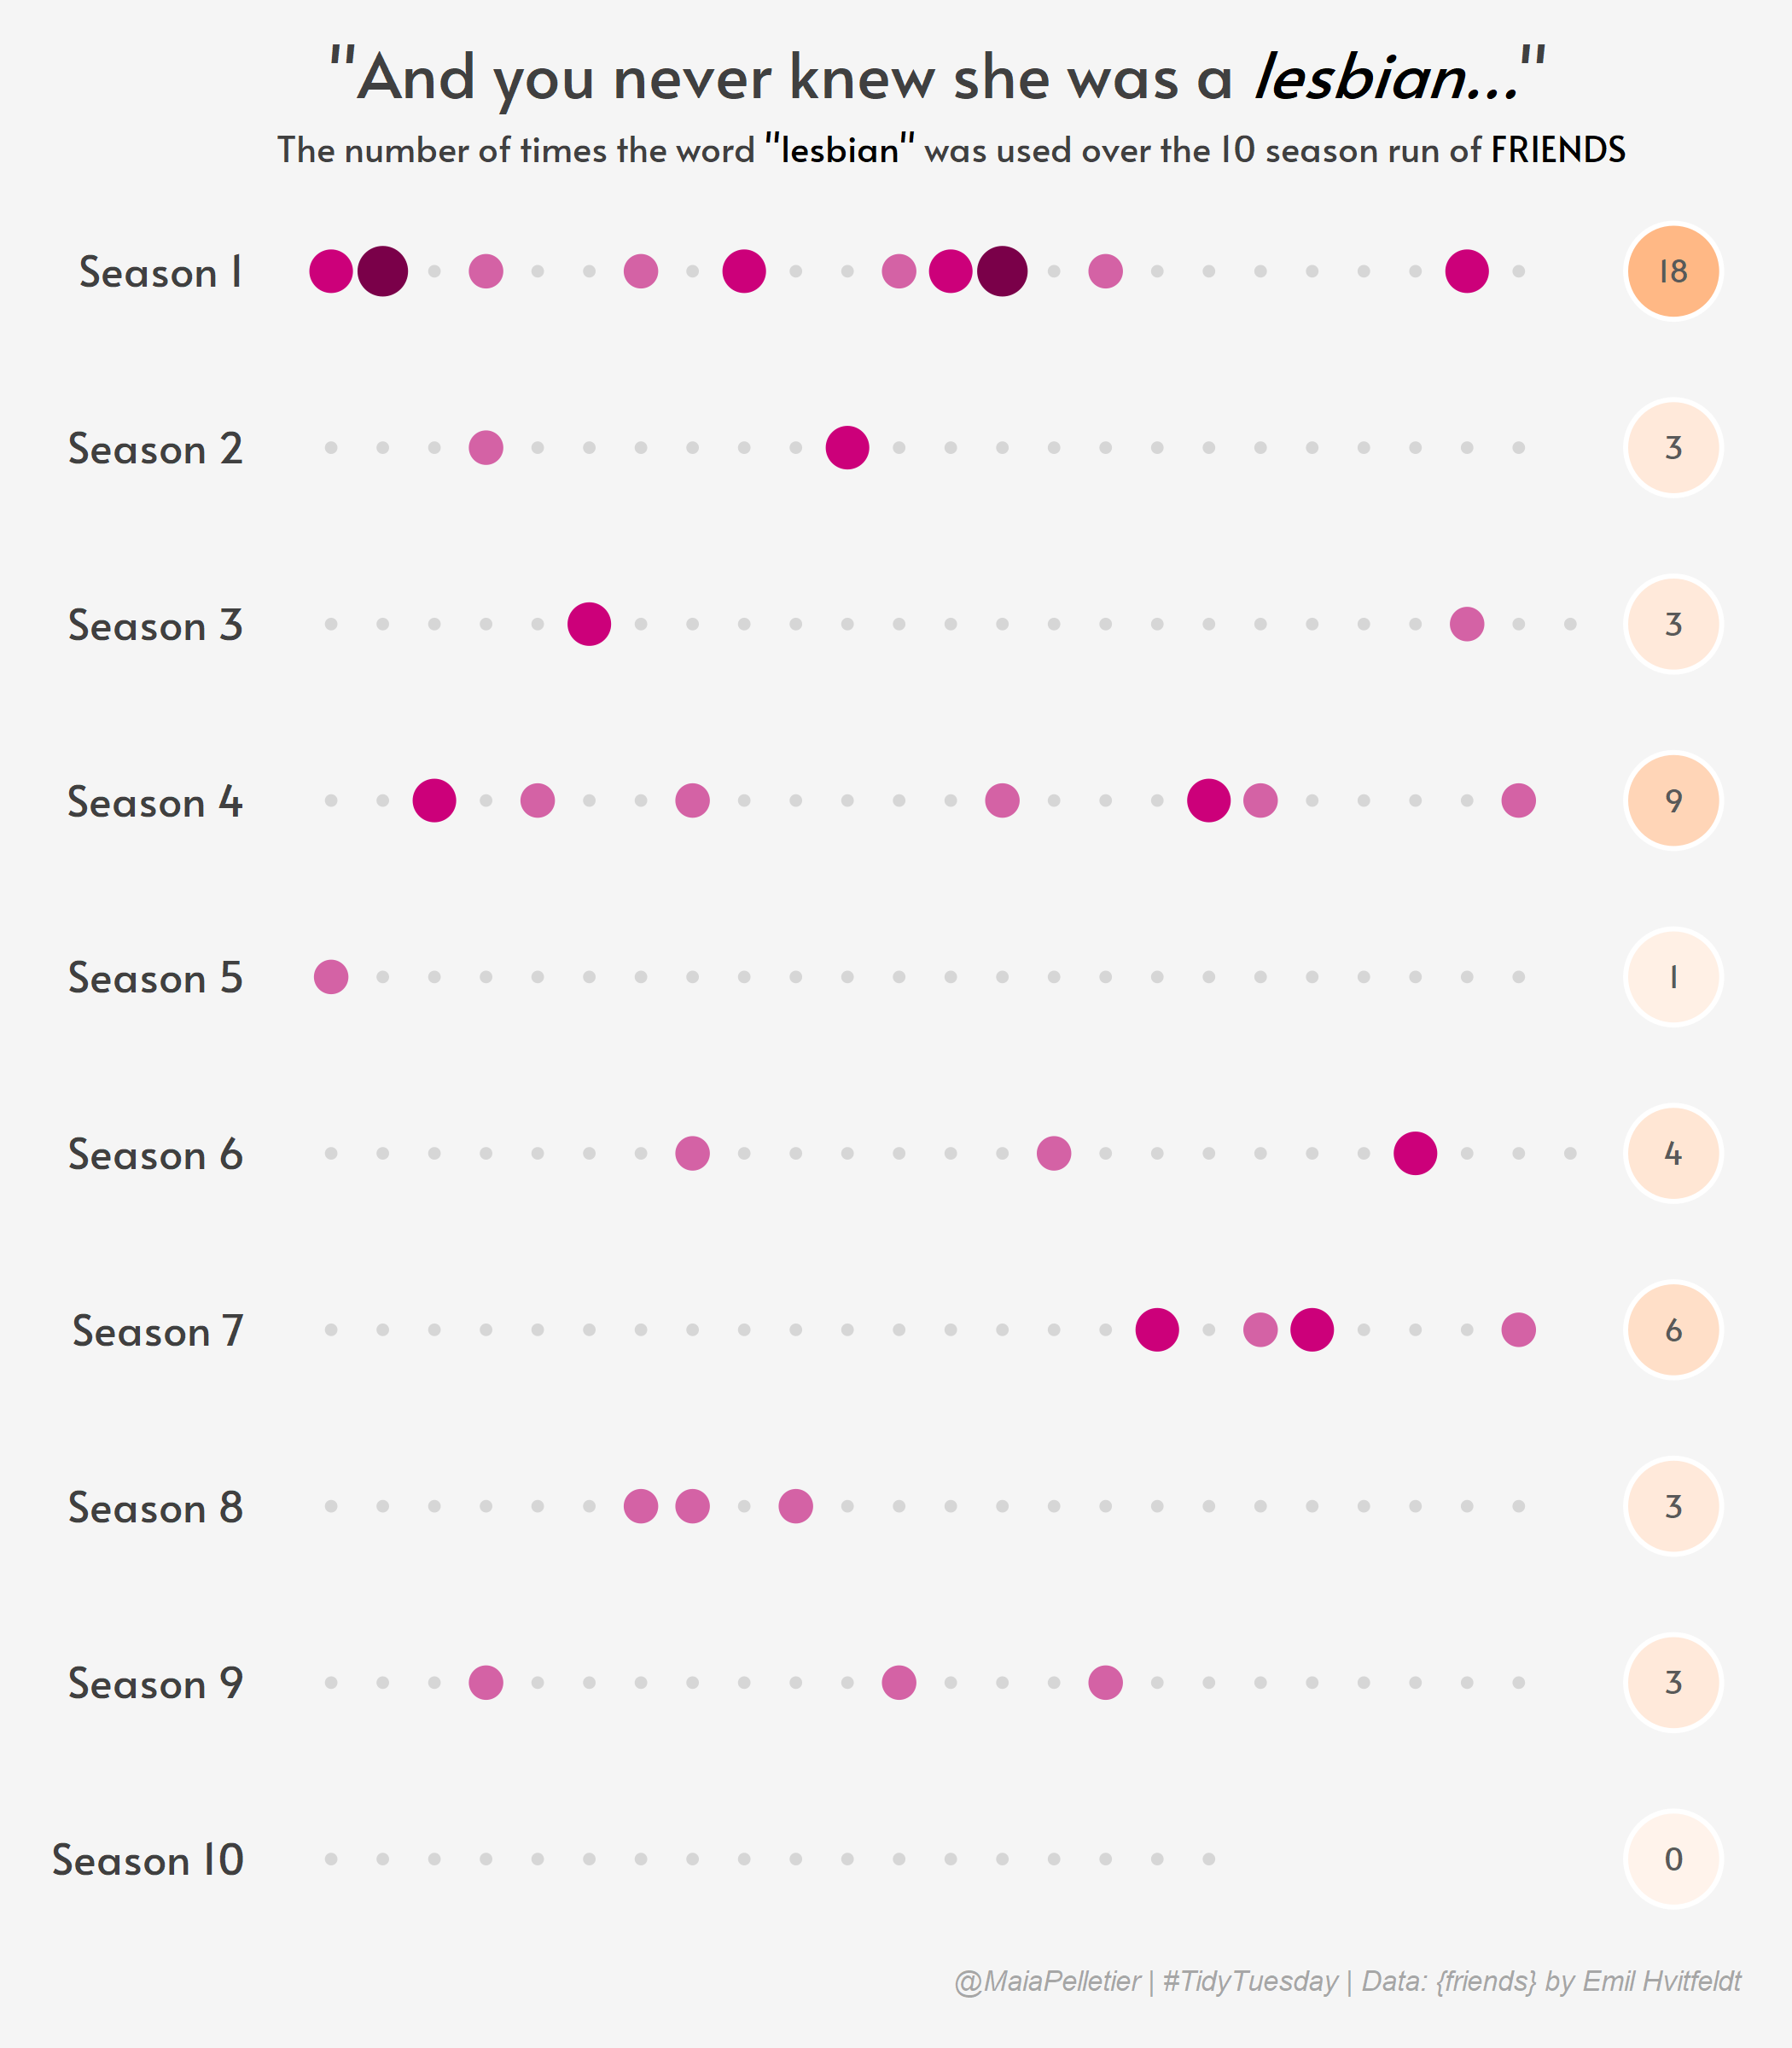 "And you never knew she was a lesbian..."
The number of times the word "lesbian" was used over the 10 season run of FRIENDS
Season 1 18
Season 2 3
Season 3 3
Season 4 9
Season 5 1
Season 6 4
Season 7 6
Season 8 3
Season 9 3
Season 10 0
@MaiaPelletier | #TidyTuesday | Data: {friends} by Emil Hvitfeldt